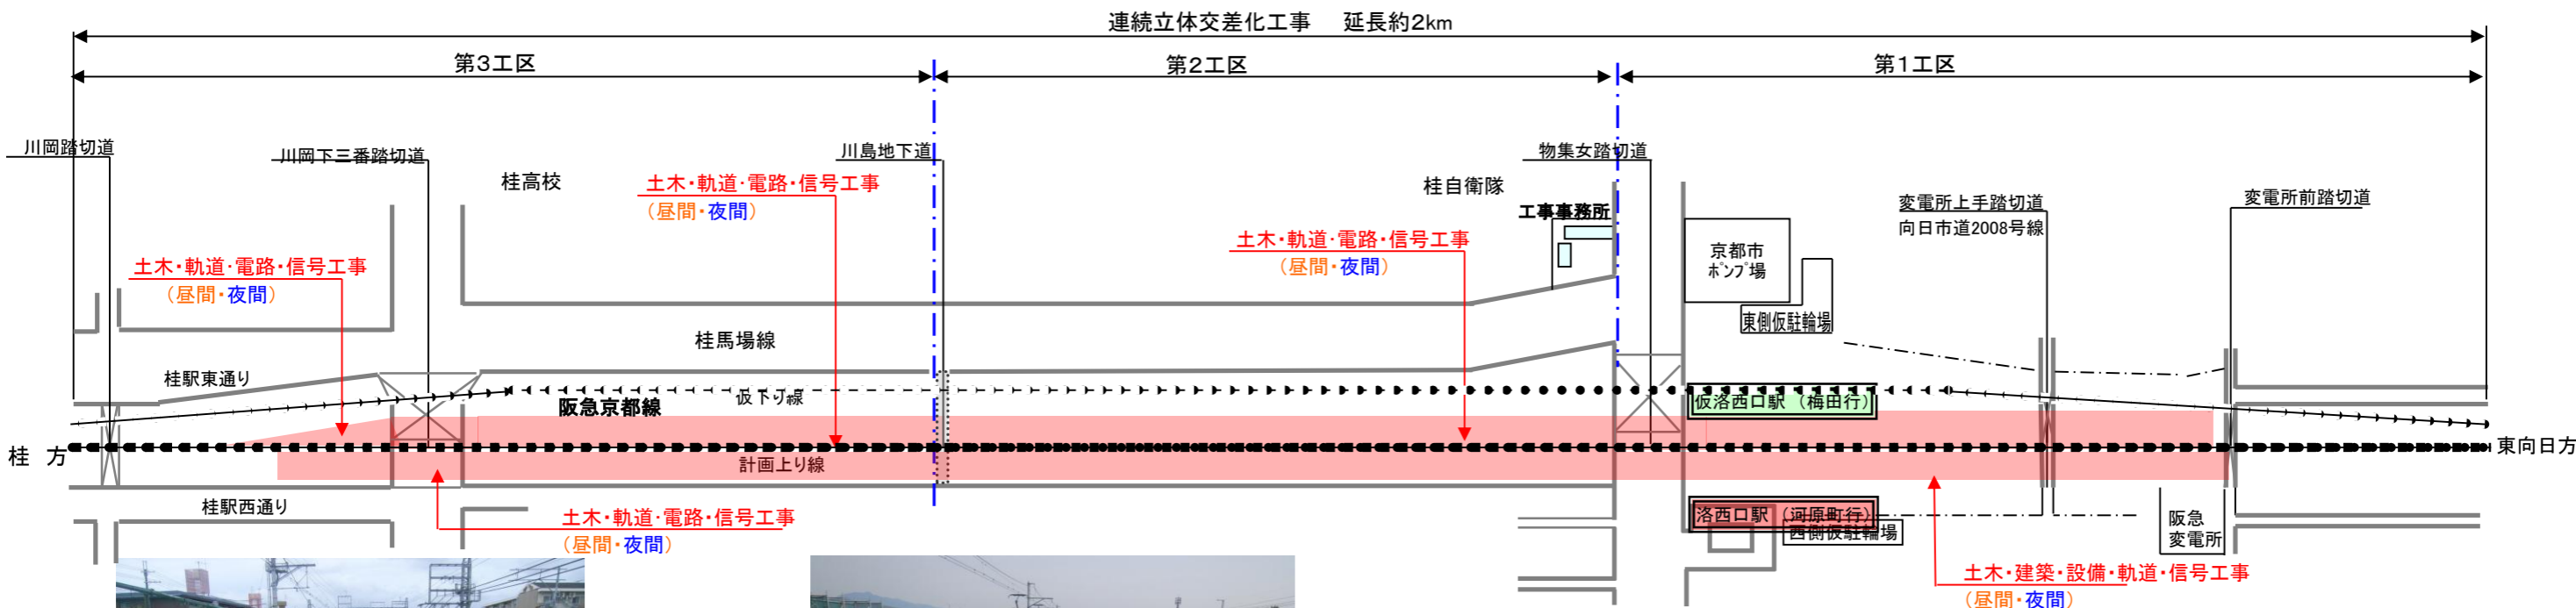 連続立体交差化工事　延長約2km
第3工区
第2工区
第1工区
川岡踏切道
川岡下三番踏切道
川島地下道
物集女踏切道
桂高校
土木・軌道・電路・信号工事
（昼間・夜間）
桂自衛隊
工事事務所
変電所上手踏切道
向日市道2008号線
変電所前踏切道
土木・軌道・電路・信号工事
（昼間・夜間）
土木・軌道・電路・信号工事
（昼間・夜間）
京都市
ポンプ場
東側仮駐輪場
桂馬場線
桂駅東通り
阪急京都線
仮下り線
仮洛西口駅（梅田行）
桂 方
計画上り線
東向日方
桂駅西通り
土木・軌道・電路・信号工事
（昼間・夜間）
洛西口駅（河原町行）
西側仮駐輪場
阪急
変電所
土木・建築・設備・軌道・信号工事
（昼間・夜間）